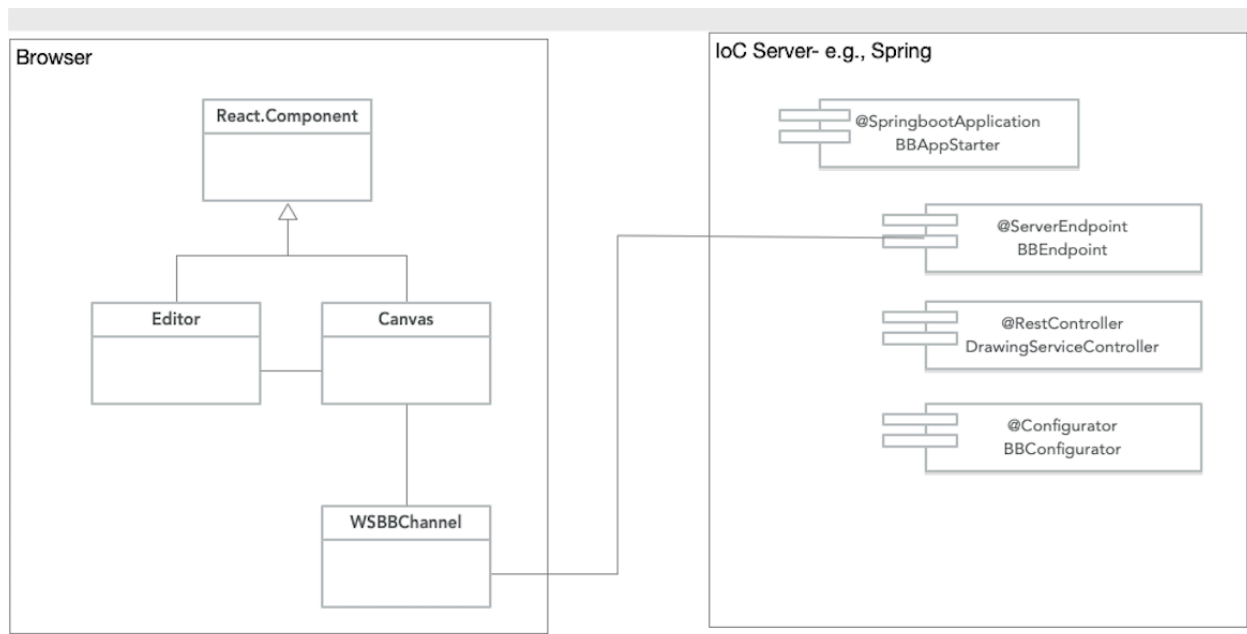 Browser
React.Component
Editor
Canvas
WSBBChannel
IoC Server- e.g., Spring
@SpringbootApplication
BBAppStarter
@ServerEndpoint
BBEndpoint
@RestController
DrawingServiceController
@Configurator
BBConfigurator